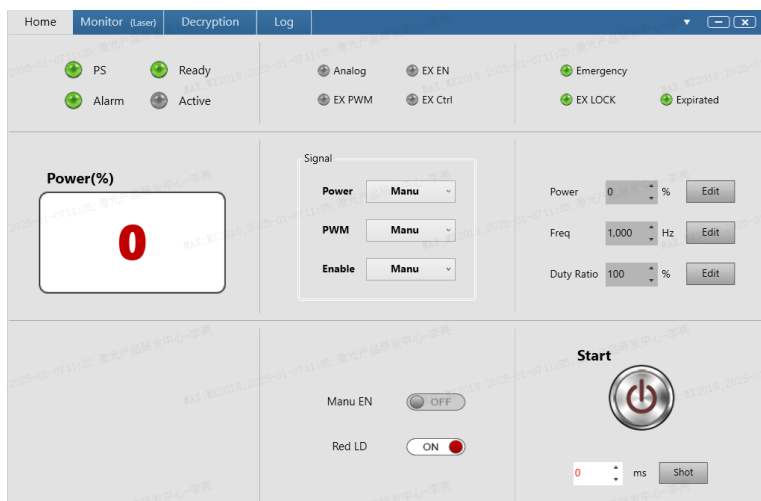 Home Monitor (Laser) Decryption Log
PS Ready Analog EX EN Emergency
Alarm Active EX PWM EX Ctrl EX LOCK Expirated
Power(%)
0
Signal
Power Manu
PWM Manu
Enable Manu
Power 0 % Edit
Freq 1,000 Hz Edit
Duty Ratio 100 % Edit
Manu EN OFF
Red LD ON
Start
0 ms Shot